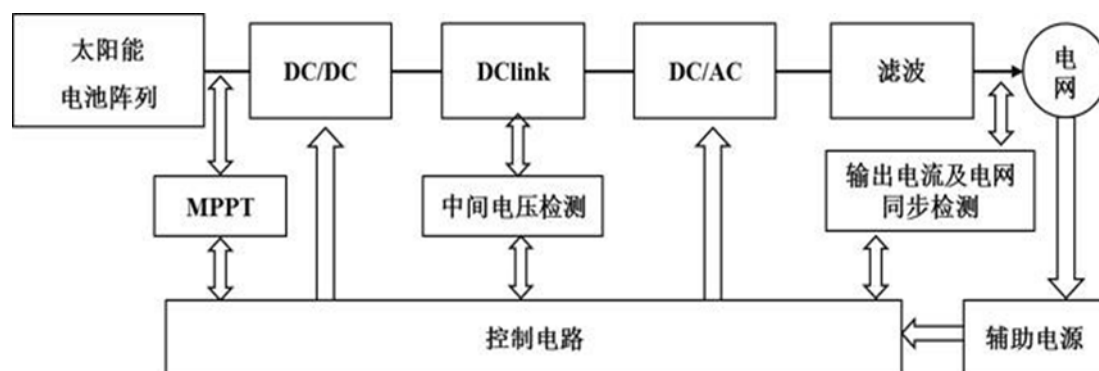 太阳能
电池阵列
DC/DC
DClink
DC/AC
滤波
电
网
MPPT
中间电压检测
输出电流及电网
同步检测
控制电路
辅助电源